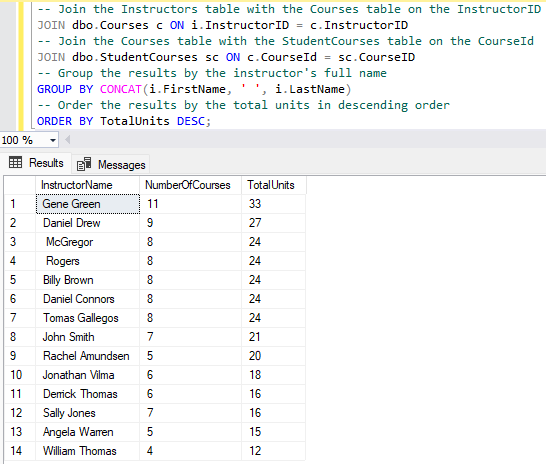 -- Join the Instructors table with the Courses table on the InstructorID
JOIN dbo.Courses c ON i.InstructorID = c.InstructorID
-- Join the Courses table with the StudentCourses table on the CourseId
JOIN dbo.StudentCourses sc ON c.CourseId = sc.CourseID
-- Group the results by the instructor's full name
GROUP BY CONCAT(i.FirstName, ' ', i.LastName)
-- Order the results by the total units in descending order
ORDER BY TotalUnits DESC;
100 %
Results Messages
InstructorName NumberOfCourses TotalUnits
1 Gene Green 11 33
2 Daniel Drew 9 27
3 McGregor 8 24
4 Rogers 8 24
5 Billy Brown 8 24
6 Daniel Connors 8 24
7 Tomas Gallegos 8 24
8 John Smith 7 21
9 Rachel Amundsen 5 20
10 Jonathan Vilma 6 18
11 Derrick Thomas 6 16
12 Sally Jones 7 16
13 Angela Warren 5 15
14 William Thomas 4 12